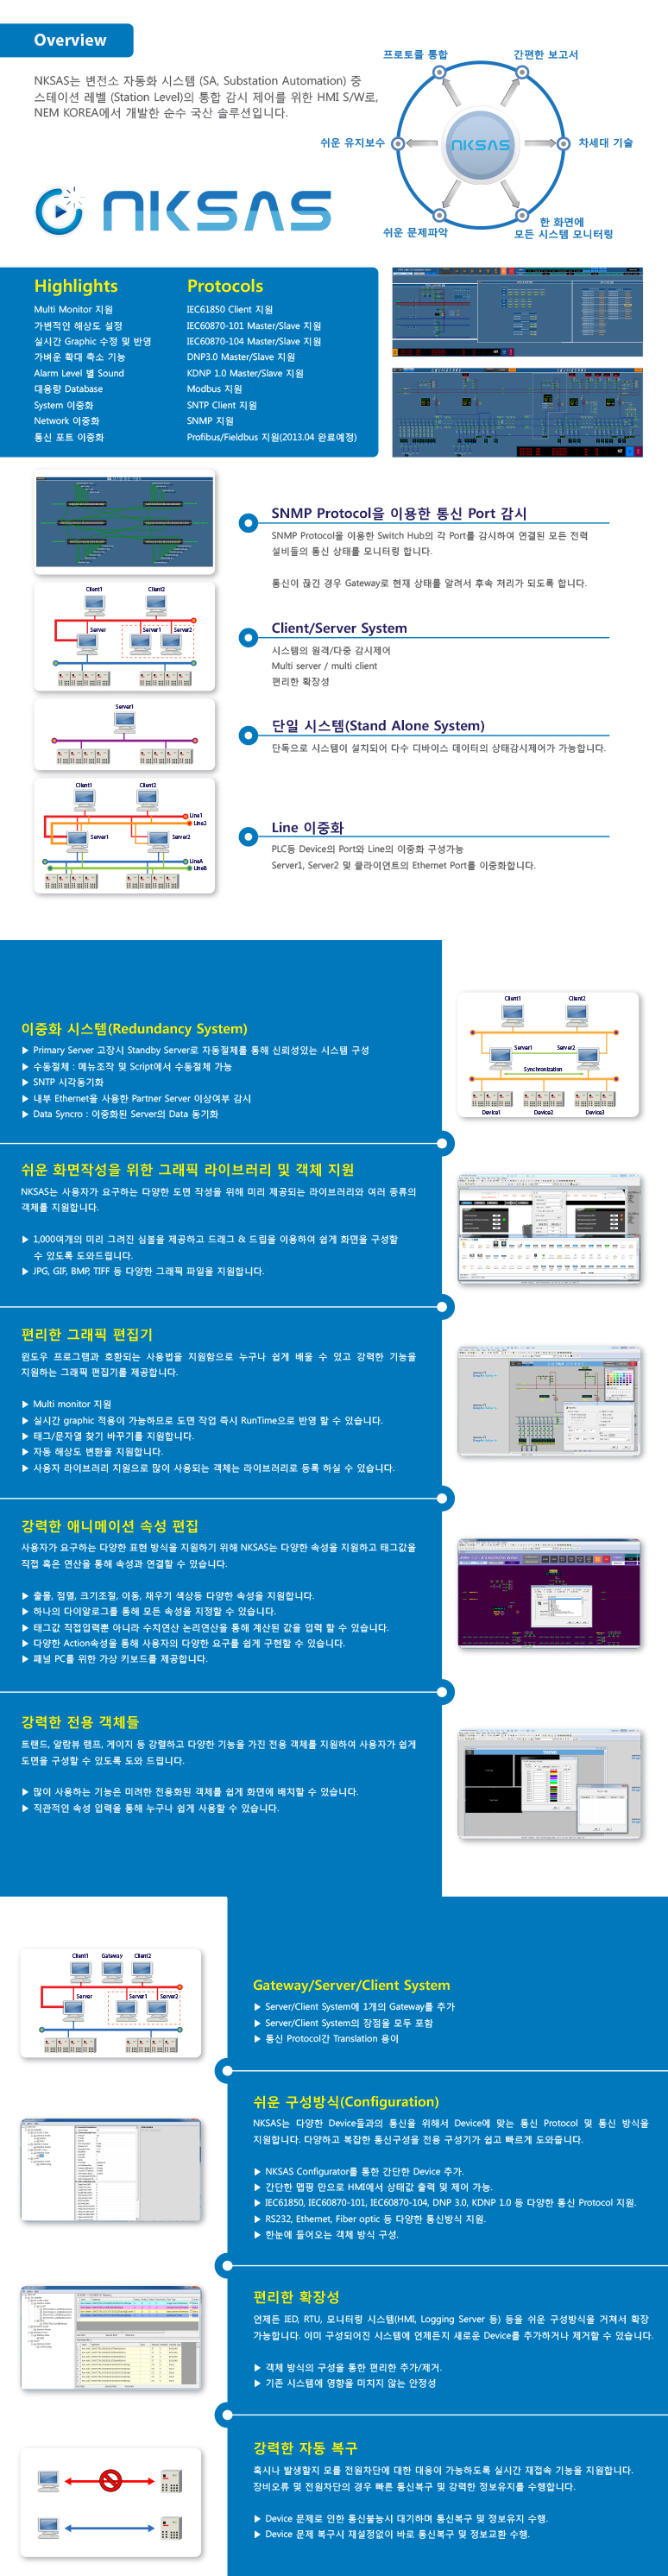 Overview
NKSAS는 변전소 자동화 시스템 (SA, Substation Automation) 중
스테이션 레벨 (Station Level)의 통합 감시 제어를 위한 HMI S/W로,
NEM KOREA에서 개발한 순수 국산 솔루션입니다.
프로토콜 통합
간편한 보고서
쉬운 유지보수
NKSAS
차세대 기술
쉬운 문제파악
한 화면에
모든 시스템 모니터링
NKSAS
Highlights
Multi Monitor 지원
가변적인 해상도 설정
실시간 Graphic 수정 및 반영
가벼운 확대 축소 기능
Alarm Level 별 Sound
대용량 Database
System 이중화
Network 이중화
통신 포트 이중화
Protocols
IEC61850 Client 지원
IEC60870-101 Master/Slave 지원
IEC60870-104 Master/Slave 지원
DNP3.0 Master/Slave 지원
KDNP 1.0 Master/Slave 지원
Modbus 지원
SNTP Client 지원
SNMP 지원
Profibus/Fieldbus 지원(2013.04 완료예정)
SNMP Protocol을 이용한 통신 Port 감시
SNMP Protocol을 이용한 Switch Hub의 각 Port를 감시하여 연결된 모든 전력
설비들의 통신 상태를 모니터링 합니다.
통신이 끊긴 경우 Gateway로 현재 상태를 알려서 후속 처리가 되도록 합니다.
Client1 Client2
Server Server1 Server2
Client/Server System
시스템의 원격/다중 감시제어
Multi server / multi client
편리한 확장성
Server1
단일 시스템(Stand Alone System)
단독으로 시스템이 설치되어 다수 디바이스 데이터의 상태감시제어가 가능합니다.
Client1 Client2
Line1
Line2
Server1 Server2
LineA
LineB
Line 이중화
PLC등 Device의 Port와 Line의 이중화 구성가능
Server1, Server2 및 클라이언트의 Ethernet Port를 이중화합니다.
이중화 시스템(Redundancy System)
▶ Primary Server 고장시 Standby Server로 자동절체를 통해 신뢰성있는 시스템 구성
▶ 수동절체 : 메뉴조작 및 Script에서 수동절체 가능
▶ SNTP 시각동기화
▶ 내부 Ethernet을 사용한 Partner Server 이상여부 감시
▶ Data Syncro : 이중화된 Server의 Data 동기화
Client1 Client2
Server1 Server2
Synchronization
Device1 Device2 Device3
쉬운 화면작성을 위한 그래픽 라이브러리 및 객체 지원
NKSAS는 사용자가 요구하는 다양한 도면 작성을 위해 미리 제공되는 라이브러리와 여러 종류의
객체를 지원합니다.
▶ 1,000여개의 미리 그려진 심볼을 제공하고 드래그 & 드립을 이용하여 쉽게 화면을 구성할
수 있도록 도와드립니다.
▶ JPG, GIF, BMP, TIFF 등 다양한 그래픽 파일을 지원합니다.
편리한 그래픽 편집기
윈도우 프로그램과 호환되는 사용법을 지원함으로 누구나 쉽게 배울 수 있고 강력한 기능을
지원하는 그래픽 편집기를 제공합니다.
▶ Multi monitor 지원
▶ 실시간 graphic 적용이 가능하므로 도면 작업 즉시 RunTime으로 반영 할 수 있습니다.
▶ 태그/문자열 찾기 바꾸기를 지원합니다.
▶ 자동 해상도 변환을 지원합니다.
▶ 사용자 라이브러리 지원으로 많이 사용되는 객체는 라이브러리로 등록 하실 수 있습니다.
강력한 애니메이션 속성 편집
사용자가 요구하는 다양한 표현 방식을 지원하기 위해 NKSAS는 다양한 속성을 지원하고 태그값을
직접 혹은 연산을 통해 속성과 연결할 수 있습니다.
▶ 출몰, 점멸, 크기조절, 이동, 채우기 색상등 다양한 속성을 지원합니다.
▶ 하나의 다이알로그를 통해 모든 속성을 지정할 수 있습니다.
▶ 태그값 직접입력뿐 아니라 수치연산 논리연산을 통해 계산된 값을 입력 할 수 있습니다.
▶ 다양한 Action속성을 통해 사용자의 다양한 요구를 쉽게 구현할 수 있습니다.
▶ 패널 PC를 위한 가상 키보드를 제공합니다.
강력한 전용 객체들
트랜드, 알람뷰 램프, 게이지 등 강렬하고 다양한 기능을 가진 전용 객체를 지원하여 사용자가 쉽게
도면을 구성할 수 있도록 도와 드립니다.
▶ 많이 사용하는 기능은 미려한 전용화된 객체를 쉽게 화면에 배치할 수 있습니다.
▶ 직관적인 속성 입력을 통해 누구나 쉽게 사용할 수 있습니다.
Client1 Gateway Client2
Server Server1 Server2
Gateway/Server/Client System
▶ Server/Client System에 1개의 Gateway를 추가
▶ Server/Client System의 장점을 모두 포함
▶ 통신 Protocol간 Translation 용이
쉬운 구성방식(Configuration)
NKSAS는 다양한 Device들과의 통신을 위해서 Device에 맞는 통신 Protocol 및 통신 방식을
지원합니다. 다양하고 복잡한 통신구성을 전용 구성기가 쉽고 빠르게 도와줍니다.
▶ NKSAS Configurator를 통한 간단한 Device 추가.
▶ 간단한 맵핑 만으로 HMI에서 상태값 출력 및 제어 가능.
▶ IEC61850, IEC60870-101, IEC60870-104, DNP 3.0, KDNP 1.0 등 다양한 통신 Protocol 지원.
▶ RS232, Ethernet, Fiber optic 등 다양한 통신방식 지원.
▶ 한눈에 들어오는 객체 방식 구성.
편리한 확장성
언제든 IED, RTU, 모니터링 시스템(HMI, Logging Server 등) 등을 쉬운 구성방식을 거쳐서 확장
가능합니다. 이미 구성되어진 시스템에 언제든지 새로운 Device를 추가하거나 제거할 수 있습니다.
▶ 객체 방식의 구성을 통한 편리한 추가/제거.
▶ 기존 시스템에 영향을 미치지 않는 안정성
강력한 자동 복구
혹시나 발생할지 모를 전원차단에 대한 대응이 가능하도록 실시간 재접속 기능을 지원합니다.
장비오류 및 전원차단의 경우 빠른 통신복구 및 강력한 정보유지를 수행합니다.
▶ Device 문제로 인한 통신불능시 대기하며 통신복구 및 정보유지 수행.
▶ Device 문제 복구시 재설정없이 바로 통신복구 및 정보교환 수행.